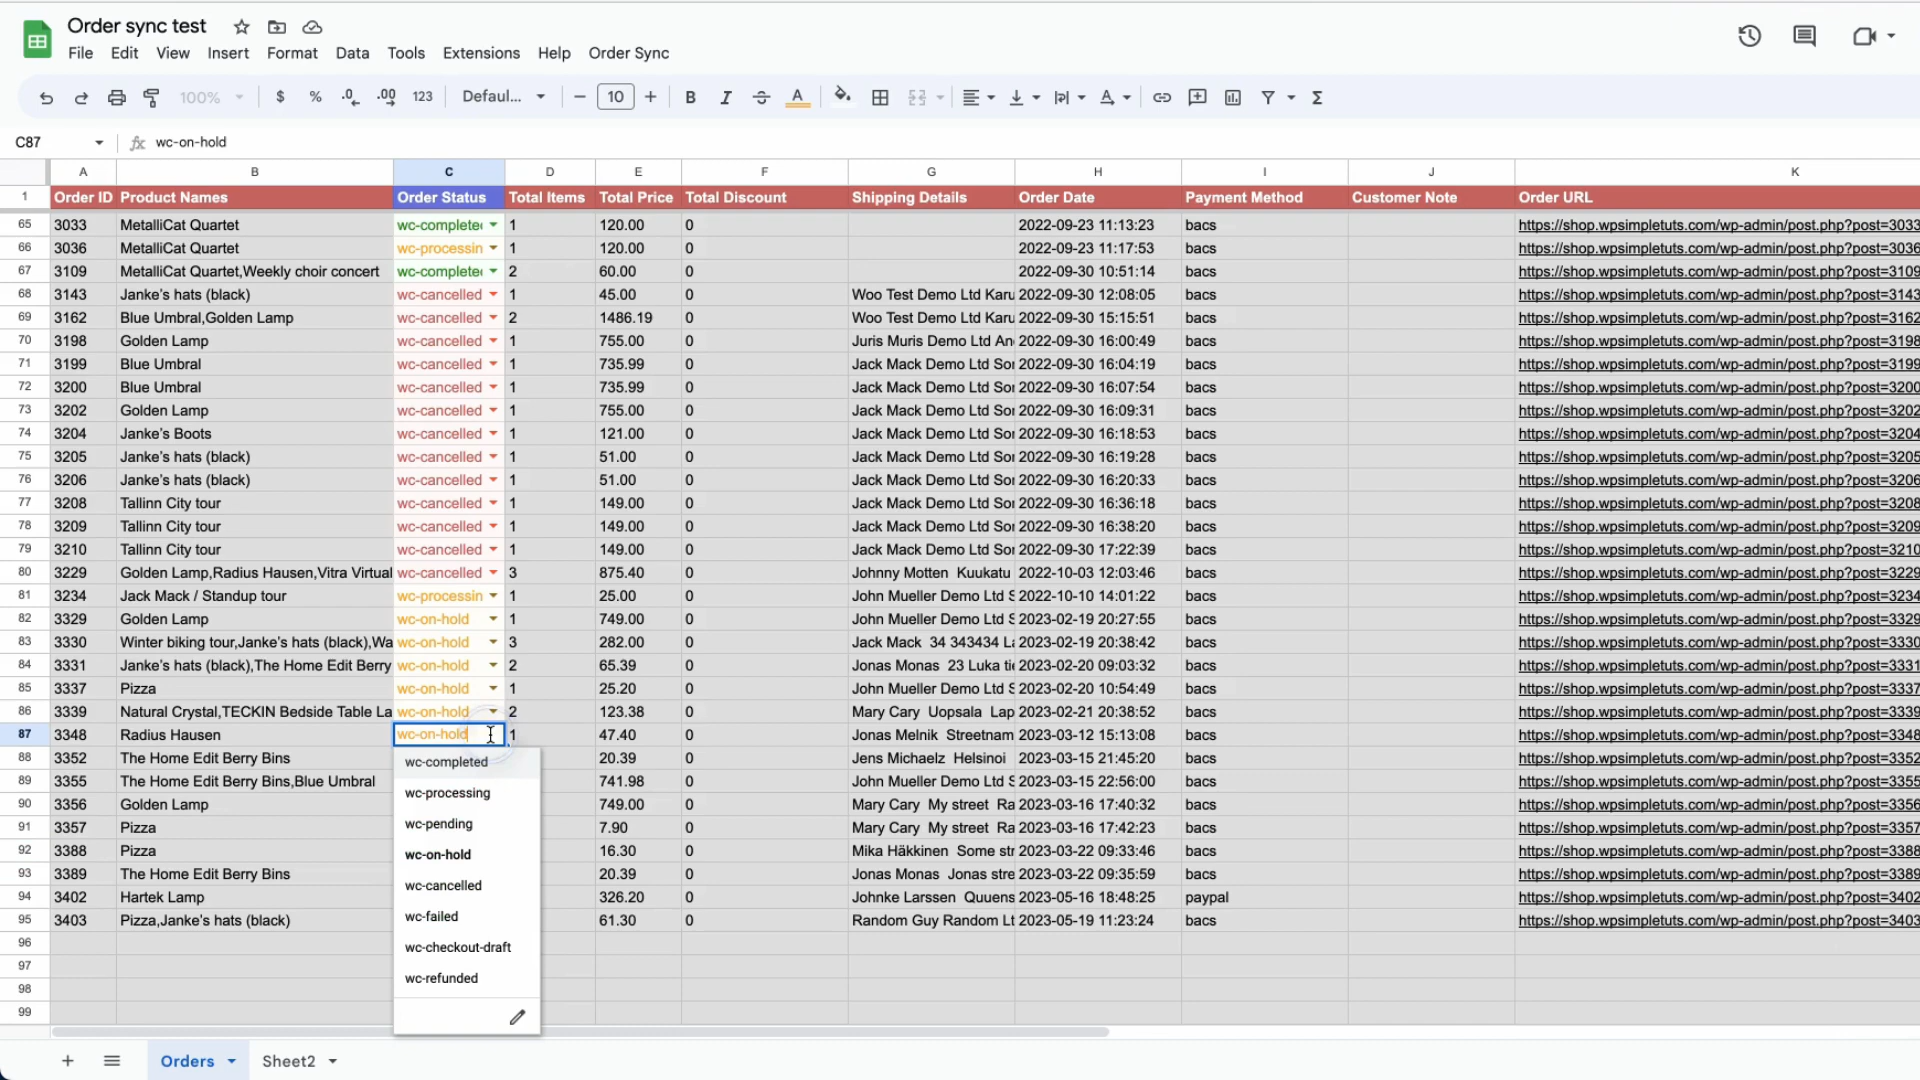 Order sync test
File Edit View Insert Format Data Tools Extensions Help Order Sync
100% $ % .0 .00 123 Defaul... 10 B I A Σ
C87 fx wc-on-hold
A B C D E F G H I J K
1 Order ID Product Names Order Status Total Items Total Price Total Discount Shipping Details Order Date Payment Method Customer Note Order URL
65 3033 MetalliCat Quartet wc-complete 1 120.00 0 2022-09-23 11:13:23 bacs https://shop.wpsimpletuts.com/wp-admin/post.php?post=3033
66 3036 MetalliCat Quartet wc-processin 1 120.00 0 2022-09-23 11:17:53 bacs https://shop.wpsimpletuts.com/wp-admin/post.php?post=3036
67 3109 MetalliCat Quartet,Weekly choir concert wc-complete 2 60.00 0 2022-09-30 10:51:14 bacs https://shop.wpsimpletuts.com/wp-admin/post.php?post=3109
68 3143 Janke's hats (black) wc-cancelled 1 45.00 0 Woo Test Demo Ltd Karu 2022-09-30 12:08:05 bacs https://shop.wpsimpletuts.com/wp-admin/post.php?post=3143
69 3162 Blue Umbral,Golden Lamp wc-cancelled 2 1486.19 0 Woo Test Demo Ltd Karu 2022-09-30 15:15:51 bacs https://shop.wpsimpletuts.com/wp-admin/post.php?post=3162
70 3198 Golden Lamp wc-cancelled 1 755.00 0 Juris Muris Demo Ltd An 2022-09-30 16:00:49 bacs https://shop.wpsimpletuts.com/wp-admin/post.php?post=3198
71 3199 Blue Umbral wc-cancelled 1 735.99 0 Jack Mack Demo Ltd Sor 2022-09-30 16:04:19 bacs https://shop.wpsimpletuts.com/wp-admin/post.php?post=3199
72 3200 Blue Umbral wc-cancelled 1 735.99 0 Jack Mack Demo Ltd Sor 2022-09-30 16:07:54 bacs https://shop.wpsimpletuts.com/wp-admin/post.php?post=3200
73 3202 Golden Lamp wc-cancelled 1 755.00 0 Jack Mack Demo Ltd Sor 2022-09-30 16:09:31 bacs https://shop.wpsimpletuts.com/wp-admin/post.php?post=3202
74 3204 Janke's Boots wc-cancelled 1 121.00 0 Jack Mack Demo Ltd Sor 2022-09-30 16:18:53 bacs https://shop.wpsimpletuts.com/wp-admin/post.php?post=3204
75 3205 Janke's hats (black) wc-cancelled 1 51.00 0 Jack Mack Demo Ltd Sor 2022-09-30 16:19:28 bacs https://shop.wpsimpletuts.com/wp-admin/post.php?post=3205
76 3206 Janke's hats (black) wc-cancelled 1 51.00 0 Jack Mack Demo Ltd Sor 2022-09-30 16:20:33 bacs https://shop.wpsimpletuts.com/wp-admin/post.php?post=3206
77 3208 Tallinn City tour wc-cancelled 1 149.00 0 Jack Mack Demo Ltd Sor 2022-09-30 16:36:18 bacs https://shop.wpsimpletuts.com/wp-admin/post.php?post=3208
78 3209 Tallinn City tour wc-cancelled 1 149.00 0 Jack Mack Demo Ltd Sor 2022-09-30 16:38:20 bacs https://shop.wpsimpletuts.com/wp-admin/post.php?post=3209
79 3210 Tallinn City tour wc-cancelled 1 149.00 0 Jack Mack Demo Ltd Sor 2022-09-30 17:22:39 bacs https://shop.wpsimpletuts.com/wp-admin/post.php?post=3210
80 3229 Golden Lamp,Radius Hausen,Vitra Virtual wc-cancelled 3 875.40 0 Johnny Motten Kuukatu 2022-10-03 12:03:46 bacs https://shop.wpsimpletuts.com/wp-admin/post.php?post=3229
81 3234 Jack Mack / Standup tour wc-processin 1 25.00 0 John Mueller Demo Ltd S 2022-10-10 14:01:22 bacs https://shop.wpsimpletuts.com/wp-admin/post.php?post=3234
82 3329 Golden Lamp wc-on-hold 1 749.00 0 John Mueller Demo Ltd S 2023-02-19 20:27:55 bacs https://shop.wpsimpletuts.com/wp-admin/post.php?post=3329
83 3330 Winter biking tour,Janke's hats (black),Wa wc-on-hold 3 282.00 0 Jack Mack 34 343434 La 2023-02-19 20:38:42 bacs https://shop.wpsimpletuts.com/wp-admin/post.php?post=3330
84 3331 Janke's hats (black),The Home Edit Berry wc-on-hold 2 65.39 0 Jonas Monas 23 Luka tie 2023-02-20 09:03:32 bacs https://shop.wpsimpletuts.com/wp-admin/post.php?post=3331
85 3337 Pizza wc-on-hold 1 25.20 0 John Mueller Demo Ltd S 2023-02-20 10:54:49 bacs https://shop.wpsimpletuts.com/wp-admin/post.php?post=3337
86 3339 Natural Crystal,TECKIN Bedside Table La wc-on-hold 2 123.38 0 Mary Cary Uopsala Lap 2023-02-21 20:38:52 bacs https://shop.wpsimpletuts.com/wp-admin/post.php?post=3339
87 3348 Radius Hausen wc-on-hold 1 47.40 0 Jonas Melnik Streetnam 2023-03-12 15:13:08 bacs https://shop.wpsimpletuts.com/wp-admin/post.php?post=3348
88 3352 The Home Edit Berry Bins 20.39 0 Jens Michaelz Helsinoi 2023-03-15 21:45:20 bacs https://shop.wpsimpletuts.com/wp-admin/post.php?post=3352
89 3355 The Home Edit Berry Bins,Blue Umbral 741.98 0 John Mueller Demo Ltd S 2023-03-15 22:56:00 bacs https://shop.wpsimpletuts.com/wp-admin/post.php?post=3355
90 3356 Golden Lamp 749.00 0 Mary Cary My street Ra 2023-03-16 17:40:32 bacs https://shop.wpsimpletuts.com/wp-admin/post.php?post=3356
91 3357 Pizza 7.90 0 Mary Cary My street Ra 2023-03-16 17:42:23 bacs https://shop.wpsimpletuts.com/wp-admin/post.php?post=3357
92 3388 Pizza 16.30 0 Mika Häkkinen Some str 2023-03-22 09:33:46 bacs https://shop.wpsimpletuts.com/wp-admin/post.php?post=3388
93 3389 The Home Edit Berry Bins 20.39 0 Jonas Monas Jonas stre 2023-03-22 09:35:59 bacs https://shop.wpsimpletuts.com/wp-admin/post.php?post=3389
94 3402 Hartek Lamp 326.20 0 Johnke Larssen Quuens 2023-05-16 18:48:25 paypal https://shop.wpsimpletuts.com/wp-admin/post.php?post=3402
95 3403 Pizza,Janke's hats (black) 61.30 0 Random Guy Random Lt 2023-05-19 11:23:24 bacs https://shop.wpsimpletuts.com/wp-admin/post.php?post=3403
96
97
98
99
wc-completed
wc-processing
wc-pending
wc-on-hold
wc-cancelled
wc-failed
wc-checkout-draft
wc-refunded
Orders Sheet2